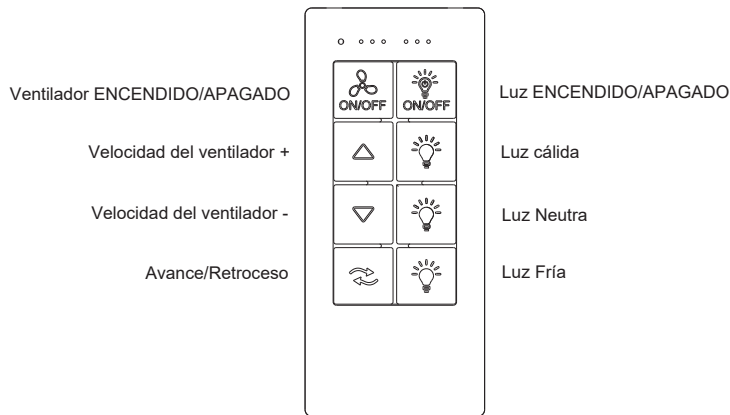 Ventilador ENCENDIDO/APAGADO
ON/OFF
ON/OFF
Luz ENCENDIDO/APAGADO
Velocidad del ventilador +
Luz cálida
Velocidad del ventilador -
Luz Neutra
Avance/Retroceso
Luz Fría